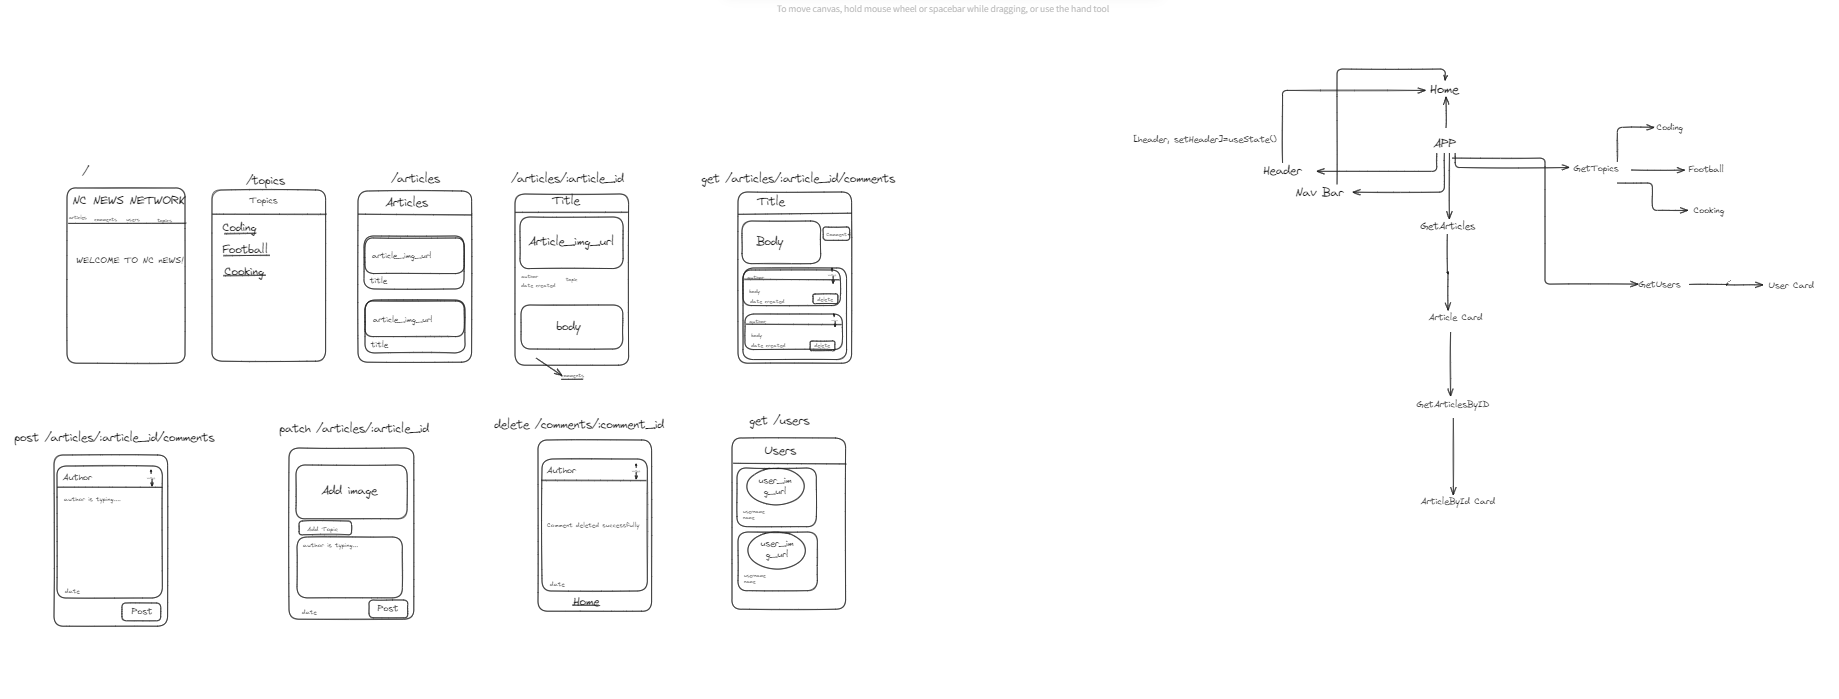 To move canvas, hold mouse wheel or spacebar while dragging, or use the hand tool
/
NC NEWS NETWORK
articles comments users topics
WELCOME TO NC nEWS!
/topics
Topics
Coding
Football
Cooking
/articles
Articles
article_img_url
title
article_img_url
title
/articles/:article_id
Title
Article_img_url
author topic
date created
body
comments
get /articles/:article_id/comments
Title
Body
Comments
author
body
date created
delete
author
body
date created
delete
post /articles/:article_id/comments
Author
author is typing...
date
Post
patch /articles/:article_id
Add image
Add Topic
author is typing...
date
Post
delete /comments/:comment_id
Author
Comment deleted successfully
date
Home
get /users
Users
user_im
g_url
username
name
user_im
g_url
username
name
Home
[header, setHeader]=useState()
APP
Header
Nav Bar
GetTopics
Coding
Football
Cooking
GetArticles
GetUsers
User Card
Article Card
GetArticlesByID
ArticleById Card